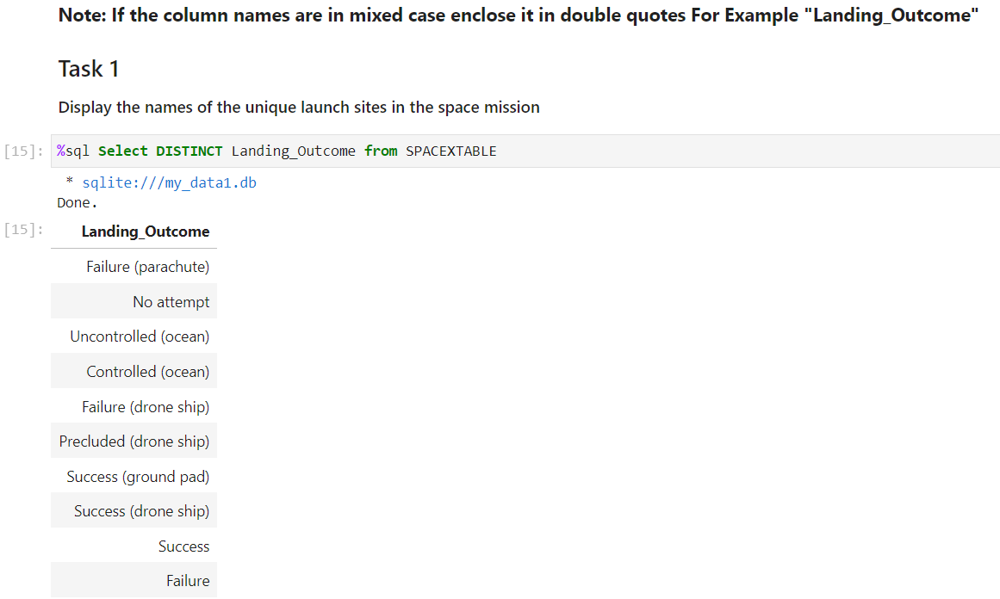 Note: If the column names are in mixed case enclose it in double quotes For Example "Landing_Outcome"
Task 1
Display the names of the unique launch sites in the space mission
[15]: %sql Select DISTINCT Landing_Outcome from SPACEXTABLE
* sqlite:///my_data1.db
Done.
[15]: Landing_Outcome
Failure (parachute)
No attempt
Uncontrolled (ocean)
Controlled (ocean)
Failure (drone ship)
Precluded (drone ship)
Success (ground pad)
Success (drone ship)
Success
Failure